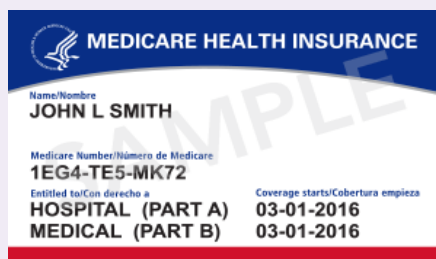 MEDICARE HEALTH INSURANCE
Name/Nombre
JOHN L SMITH
Medicare Number/Número de Medicare
1EG4-TE5-MK72
Entitled to/Con derecho a Coverage starts/Cobertura empieza
HOSPITAL (PART A) 03-01-2016
MEDICAL (PART B) 03-01-2016
SAMPLE